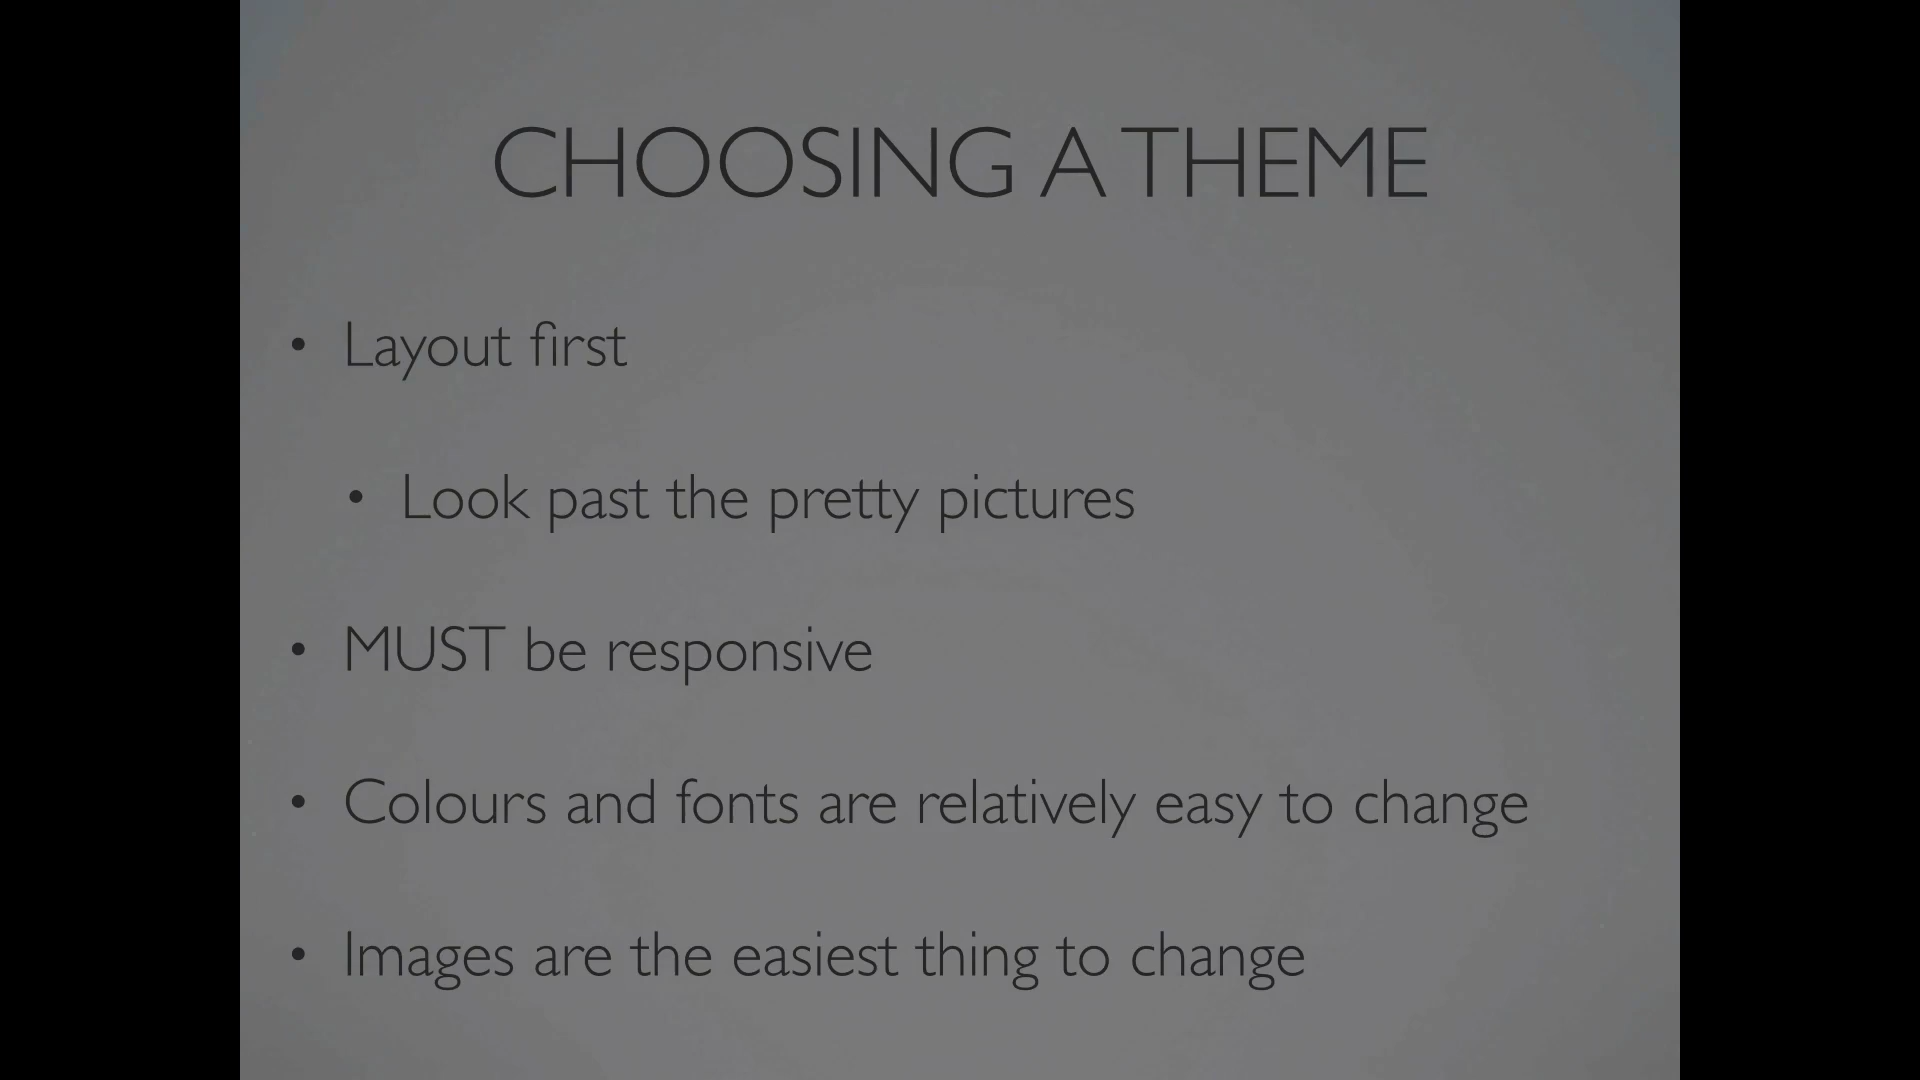 CHOOSING A THEME
• Layout first
• Look past the pretty pictures
• MUST be responsive
• Colours and fonts are relatively easy to change
• Images are the easiest thing to change